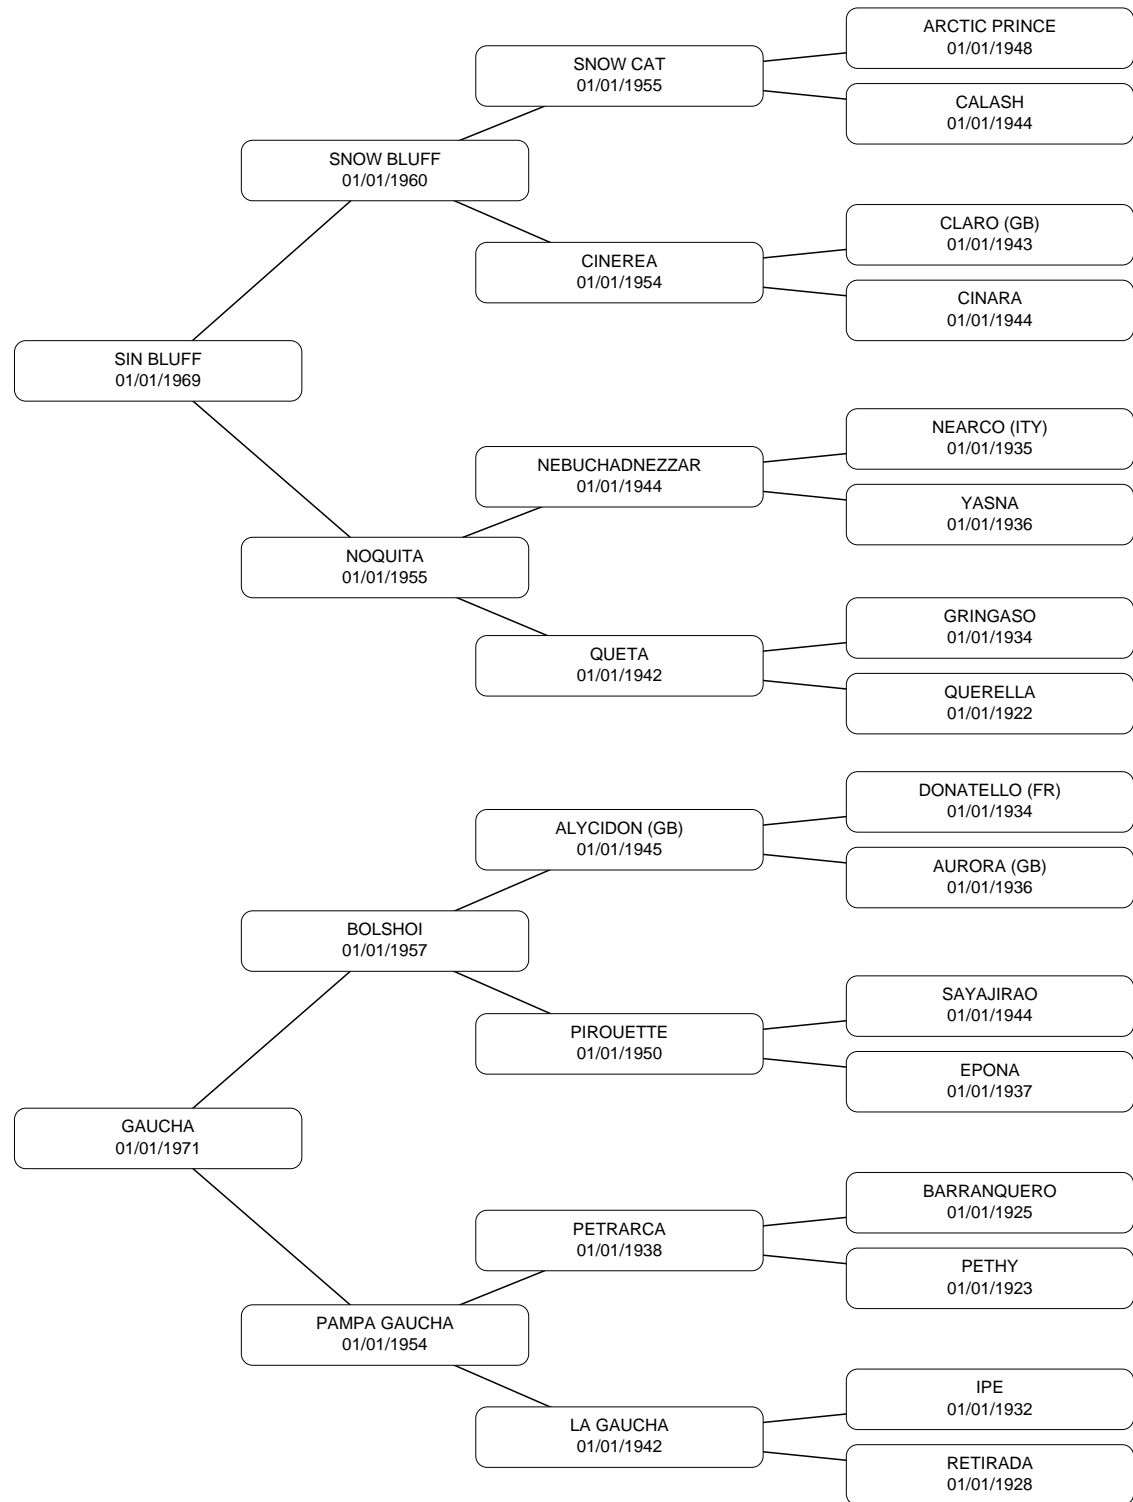 ARCTIC PRINCE
01/01/1948
SNOW CAT
01/01/1955
CALASH
01/01/1944
SNOW BLUFF
01/01/1960
CLARO (GB)
01/01/1943
CINEREA
01/01/1954
CINARA
01/01/1944
SIN BLUFF
01/01/1969
NEARCO (ITY)
01/01/1935
NEBUCHADNEZZAR
01/01/1944
YASNA
01/01/1936
NOQUITA
01/01/1955
GRINGASO
01/01/1934
QUETA
01/01/1942
QUERELLA
01/01/1922
DONATELLO (FR)
01/01/1934
ALYCIDON (GB)
01/01/1945
AURORA (GB)
01/01/1936
BOLSHOI
01/01/1957
SAYAJIRAO
01/01/1944
PIROUETTE
01/01/1950
EPONA
01/01/1937
GAUCHA
01/01/1971
BARRANQUERO
01/01/1925
PETRARCA
01/01/1938
PETHY
01/01/1923
PAMPA GAUCHA
01/01/1954
IPE
01/01/1932
LA GAUCHA
01/01/1942
RETIRADA
01/01/1928